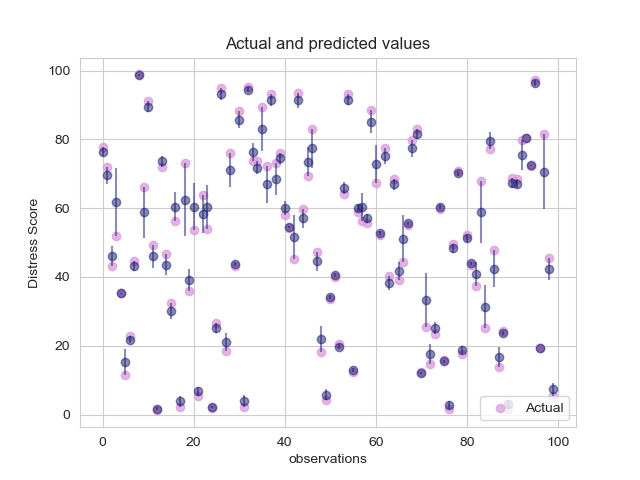 Actual and predicted values
100
80
60
40
20
0
Distress Score
0 20 40 60 80 100
observations
Actual